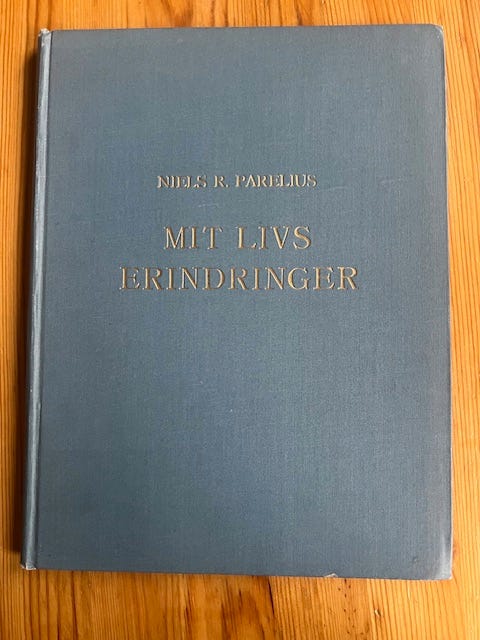 NIELS R. PARELIUS
MIT LIVS
ERINDRINGER